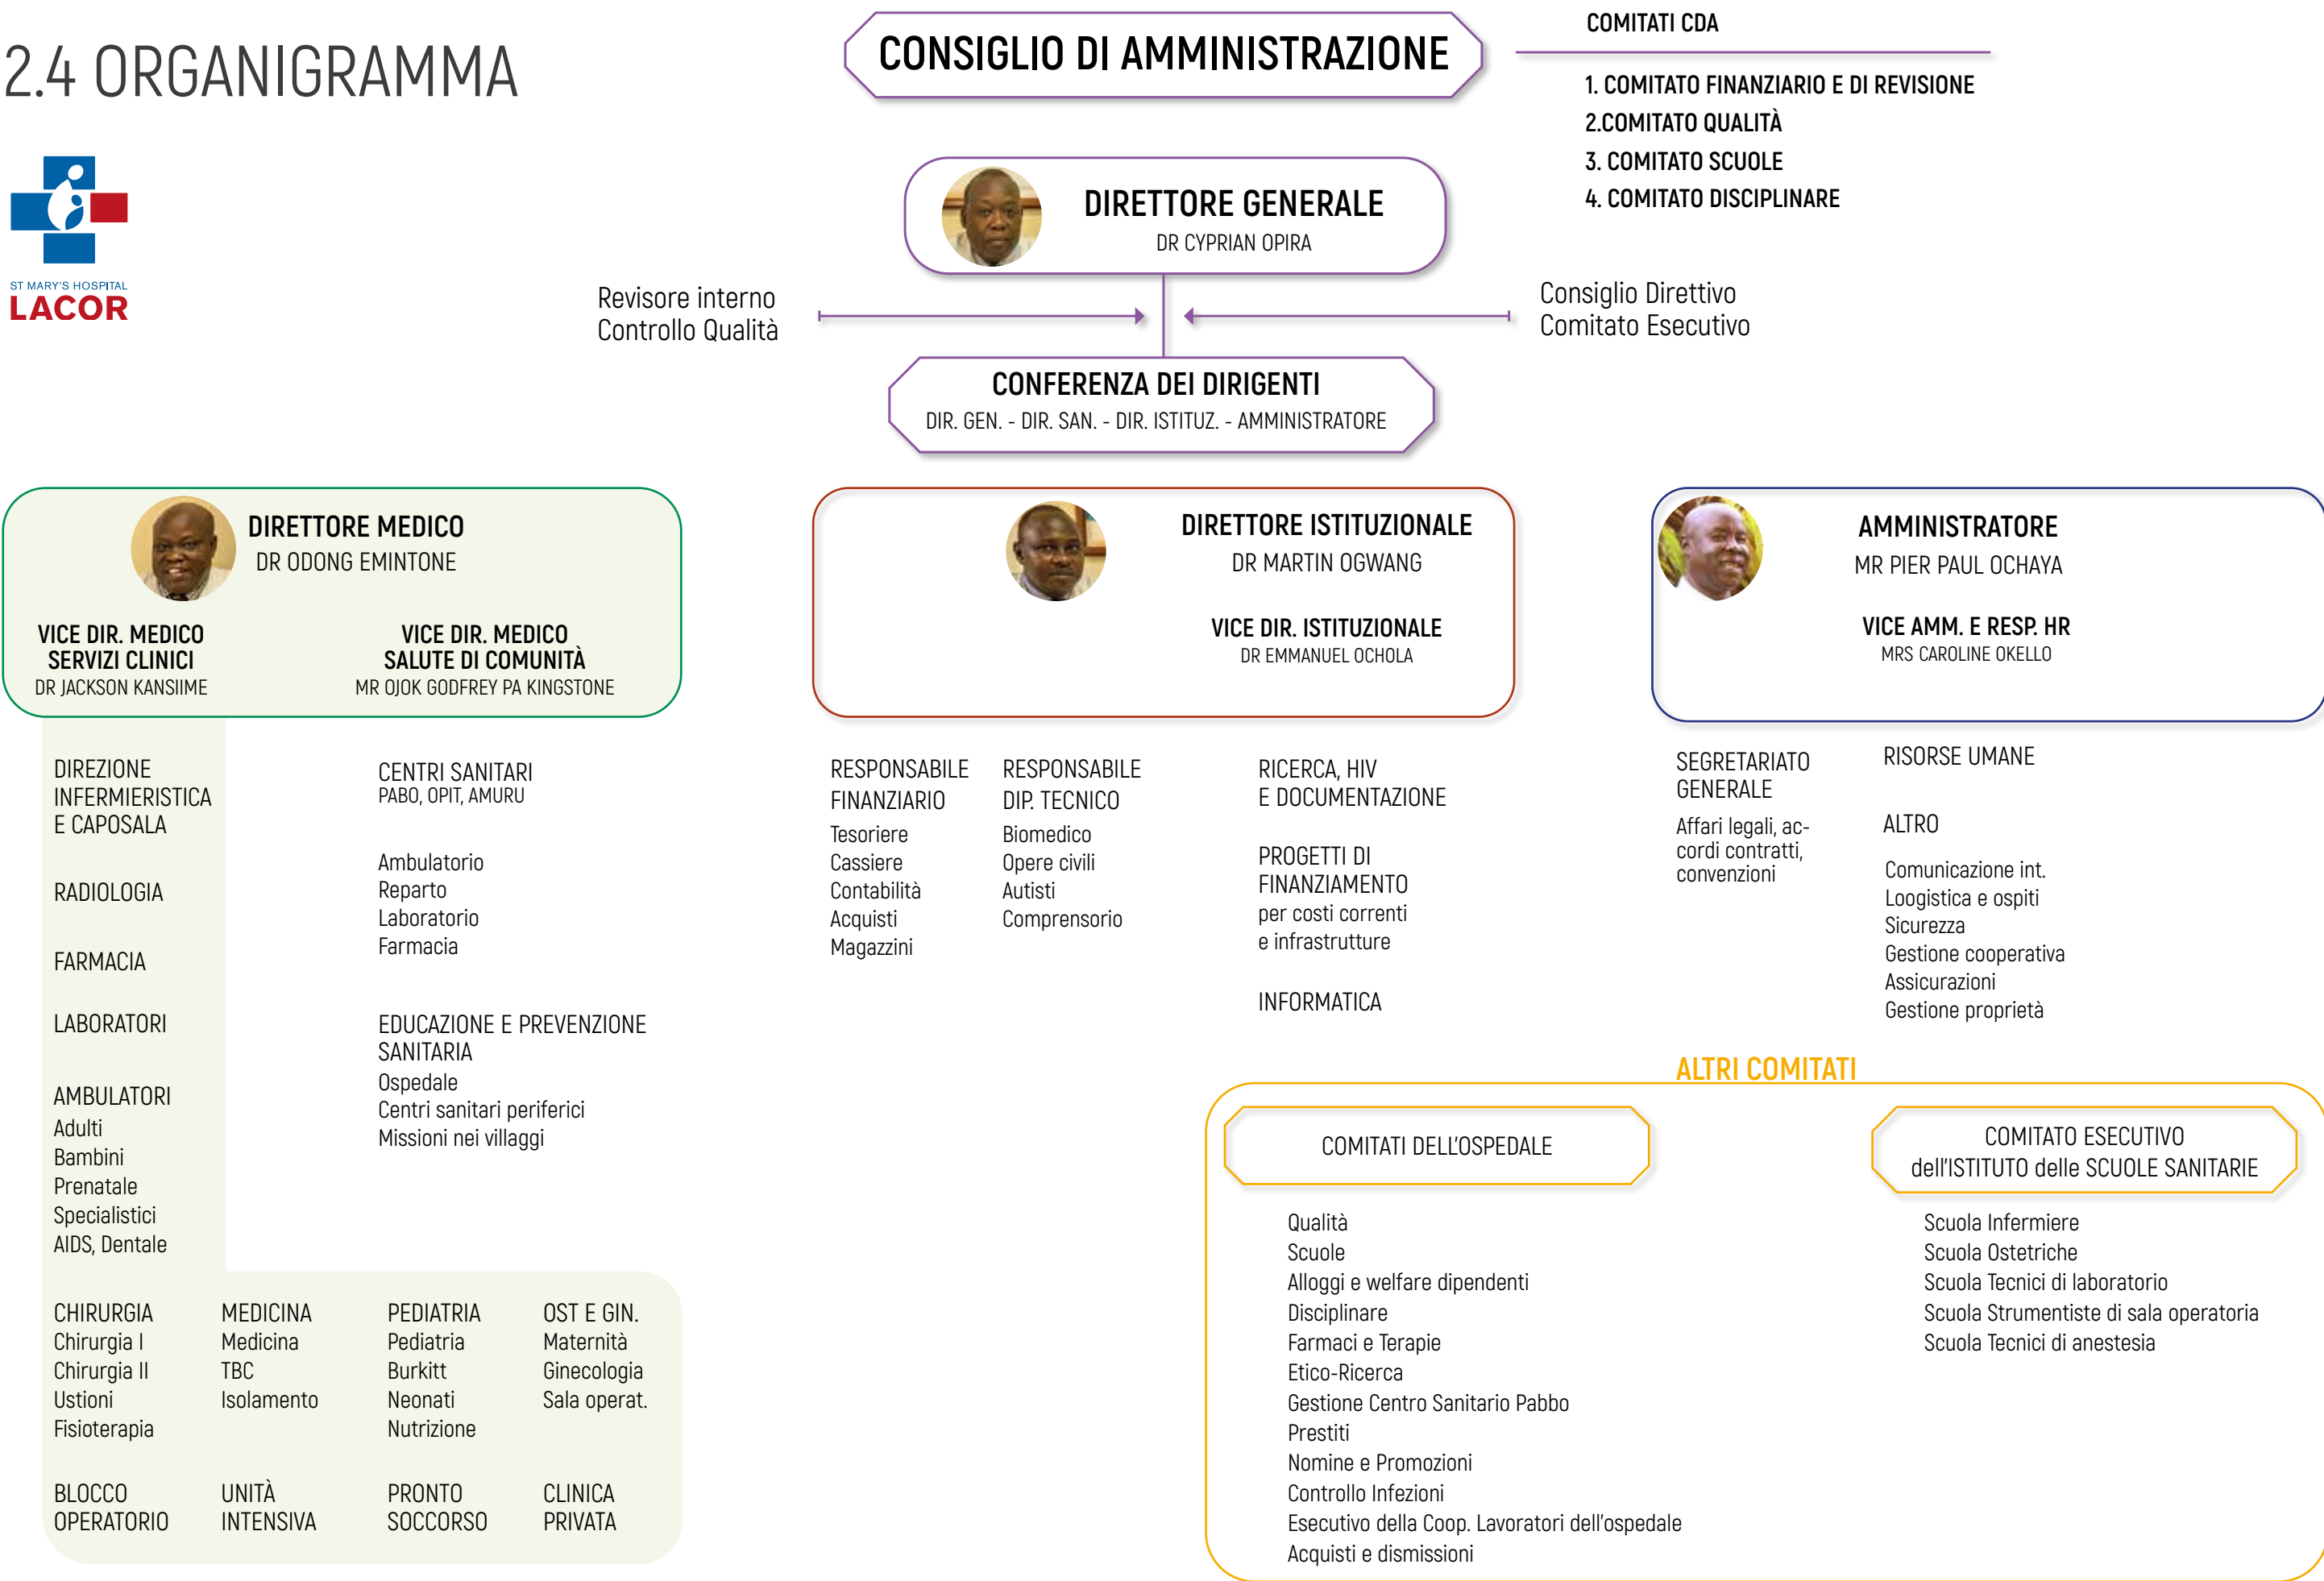 2.4 ORGANIGRAMMA
ST MARY'S HOSPITAL
LACOR
CONSIGLIO DI AMMINISTRAZIONE
COMITATI CDA
1. COMITATO FINANZIARIO E DI REVISIONE
2.COMITATO QUALITÀ
3. COMITATO SCUOLE
4. COMITATO DISCIPLINARE
DIRETTORE GENERALE
DR CYPRIAN OPIRA
Revisore interno
Controllo Qualità
Consiglio Direttivo
Comitato Esecutivo
CONFERENZA DEI DIRIGENTI
DIR. GEN. - DIR. SAN. - DIR. ISTITUZ. - AMMINISTRATORE
DIRETTORE MEDICO
DR ODONG EMINTONE
VICE DIR. MEDICO
SERVIZI CLINICI
DR JACKSON KANSIIME
VICE DIR. MEDICO
SALUTE DI COMUNITÀ
MR OJOK GODFREY PA KINGSTONE
DIRETTORE ISTITUZIONALE
DR MARTIN OGWANG
VICE DIR. ISTITUZIONALE
DR EMMANUEL OCHOLA
AMMINISTRATORE
MR PIER PAUL OCHAYA
VICE AMM. E RESP. HR
MRS CAROLINE OKELLO
DIREZIONE
INFERMIERISTICA
E CAPOSALA
RADIOLOGIA
FARMACIA
LABORATORI
AMBULATORI
Adulti
Bambini
Prenatale
Specialistici
AIDS, Dentale
CENTRI SANITARI
PABO, OPIT, AMURU
Ambulatorio
Reparto
Laboratorio
Farmacia
EDUCAZIONE E PREVENZIONE
SANITARIA
Ospedale
Centri sanitari periferici
Missioni nei villaggi
CHIRURGIA
Chirurgia I
Chirurgia II
Ustioni
Fisioterapia
MEDICINA
Medicina
TBC
Isolamento
PEDIATRIA
Pediatria
Burkitt
Neonati
Nutrizione
OST E GIN.
Maternità
Ginecologia
Sala operat.
BLOCCO
OPERATORIO
UNITÀ
INTENSIVA
PRONTO
SOCCORSO
CLINICA
PRIVATA
RESPONSABILE
FINANZIARIO
Tesoriere
Cassiere
Contabilità
Acquisti
Magazzini
RESPONSABILE
DIP. TECNICO
Biomedico
Opere civili
Autisti
Comprensorio
RICERCA, HIV
E DOCUMENTAZIONE
PROGETTI DI
FINANZIAMENTO
per costi correnti
e infrastrutture
INFORMATICA
SEGRETARIATO
GENERALE
Affari legali, ac-
cordi contratti,
convenzioni
RISORSE UMANE
ALTRO
Comunicazione int.
Loogistica e ospiti
Sicurezza
Gestione cooperativa
Assicurazioni
Gestione proprietà
ALTRI COMITATI
COMITATI DELL'OSPEDALE
Qualità
Scuole
Alloggi e welfare dipendenti
Disciplinare
Farmaci e Terapie
Etico-Ricerca
Gestione Centro Sanitario Pabbo
Prestiti
Nomine e Promozioni
Controllo Infezioni
Esecutivo della Coop. Lavoratori dell'ospedale
Acquisti e dismissioni
COMITATO ESECUTIVO
dell'ISTITUTO delle SCUOLE SANITARIE
Scuola Infermiere
Scuola Ostetriche
Scuola Tecnici di laboratorio
Scuola Strumentiste di sala operatoria
Scuola Tecnici di anestesia